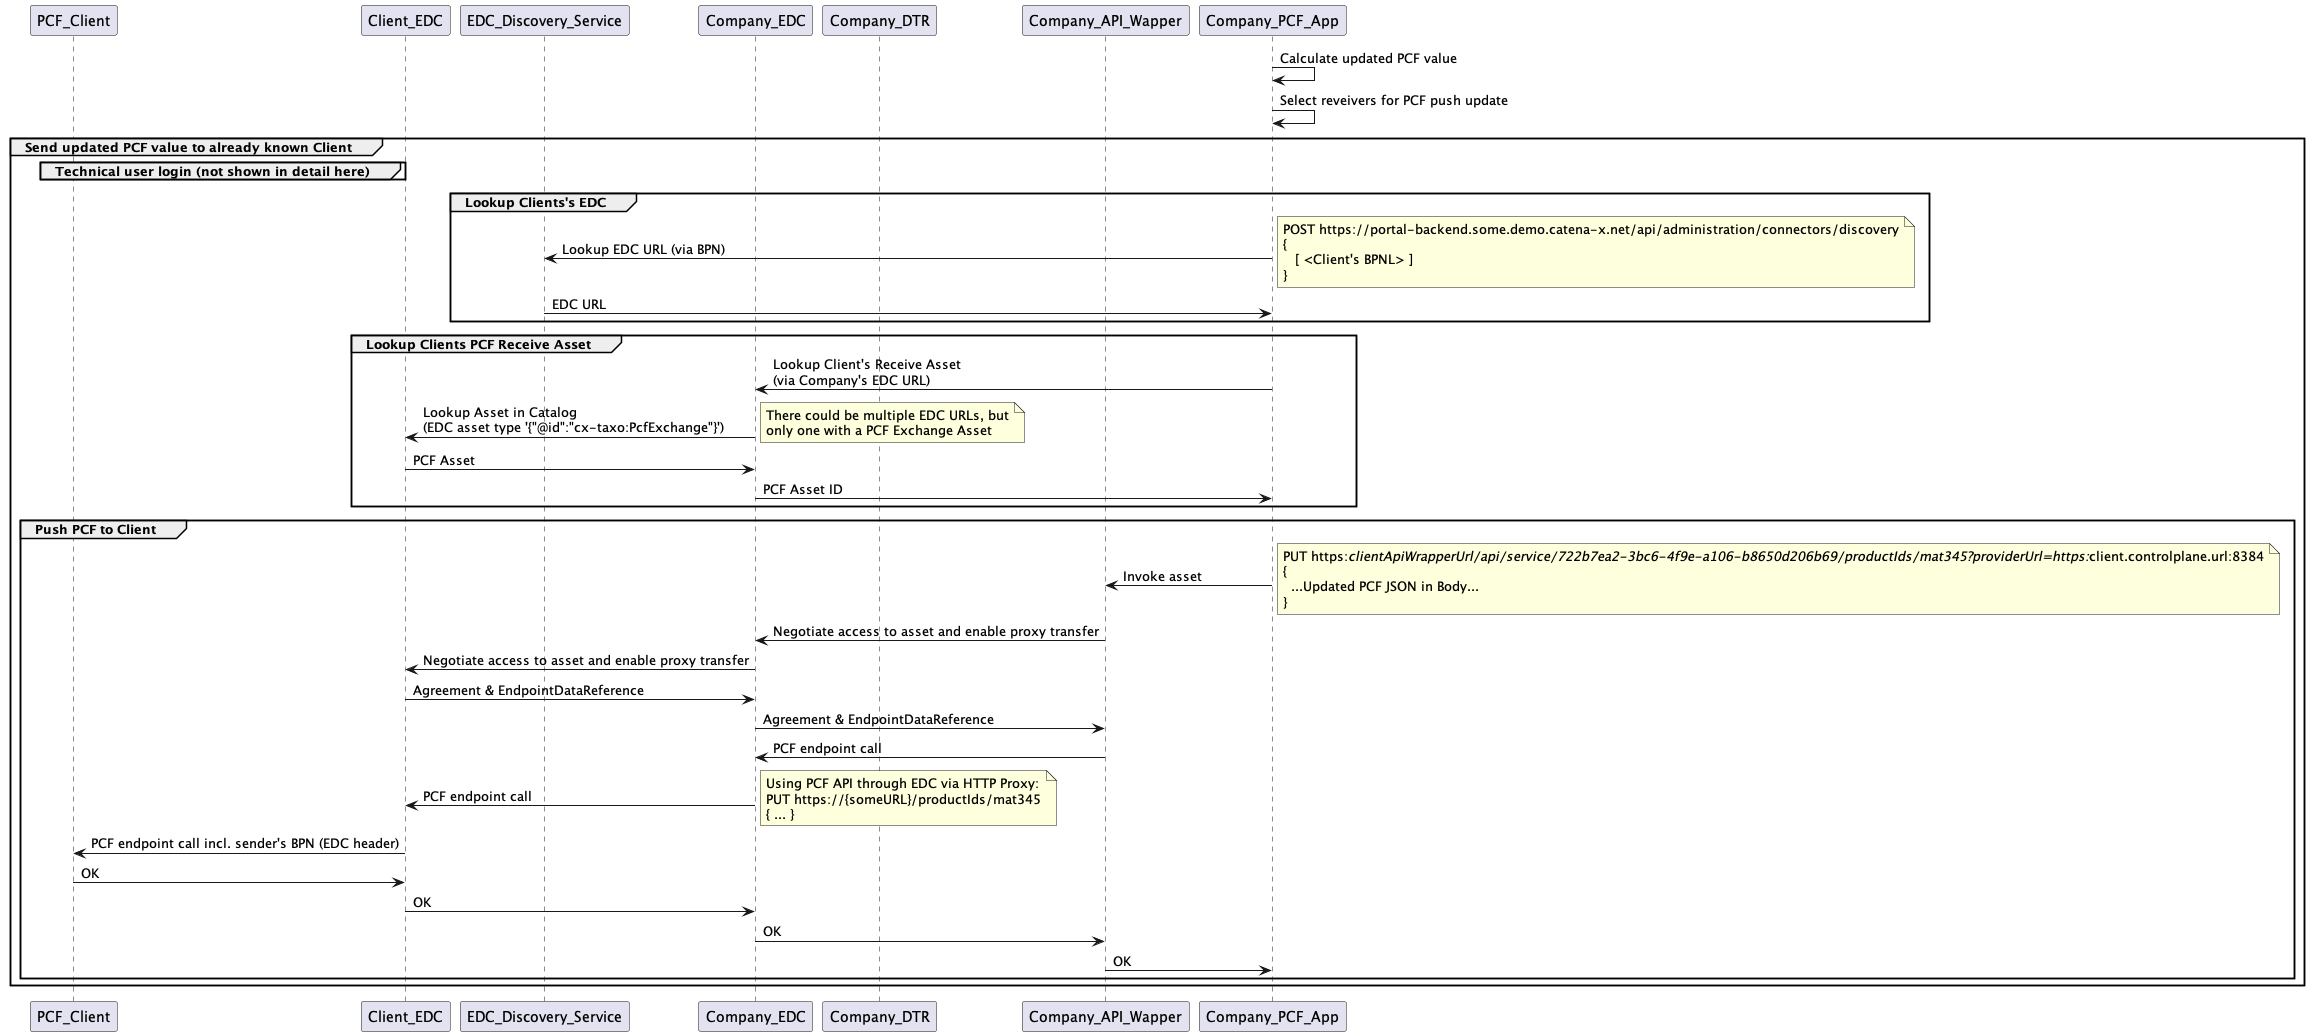 PCF_Client Client_EDC EDC_Discovery_Service Company_EDC Company_DTR Company_API_Wapper Company_PCF_App
Calculate updated PCF value
Select reveivers for PCF push update
Send updated PCF value to already known Client
Technical user login (not shown in detail here)
Lookup Clients's EDC
POST https://portal-backend.some.demo.catena-x.net/api/administration/connectors/discovery
{
[ <Client's BPNL> ]
}
Lookup EDC URL (via BPN)
EDC URL
Lookup Clients PCF Receive Asset
Lookup Client's Receive Asset
(via Company's EDC URL)
Lookup Asset in Catalog
(EDC asset type '{"@id":"cx-taxo:PcfExchange"}')
There could be multiple EDC URLs, but
only one with a PCF Exchange Asset
PCF Asset
PCF Asset ID
Push PCF to Client
PUT https:clientApiWrapperUrl/api/service/722b7ea2-3bc6-4f9e-a106-b8650d206b69/productIds/mat345?providerUrl=https:client.controlplane.url:8384
{
...Updated PCF JSON in Body...
}
Invoke asset
Negotiate access to asset and enable proxy transfer
Negotiate access to asset and enable proxy transfer
Agreement & EndpointDataReference
Agreement & EndpointDataReference
PCF endpoint call
Using PCF API through EDC via HTTP Proxy:
PUT https://{someURL}/productIds/mat345
{ ... }
PCF endpoint call
PCF endpoint call incl. sender's BPN (EDC header)
OK
OK
OK
OK
PCF_Client Client_EDC EDC_Discovery_Service Company_EDC Company_DTR Company_API_Wapper Company_PCF_App